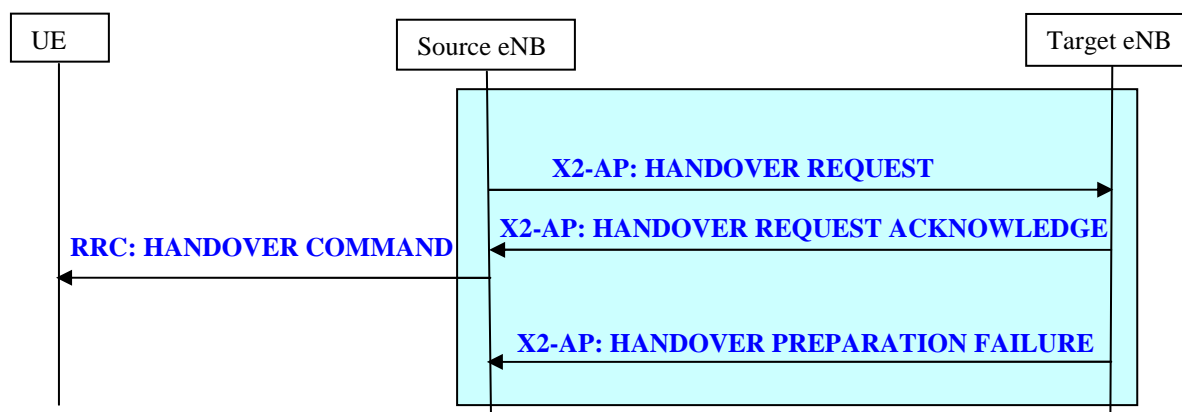 UE
Source eNB
Target eNB
X2-AP: HANDOVER REQUEST
X2-AP: HANDOVER REQUEST ACKNOWLEDGE
RRC: HANDOVER COMMAND
X2-AP: HANDOVER PREPARATION FAILURE